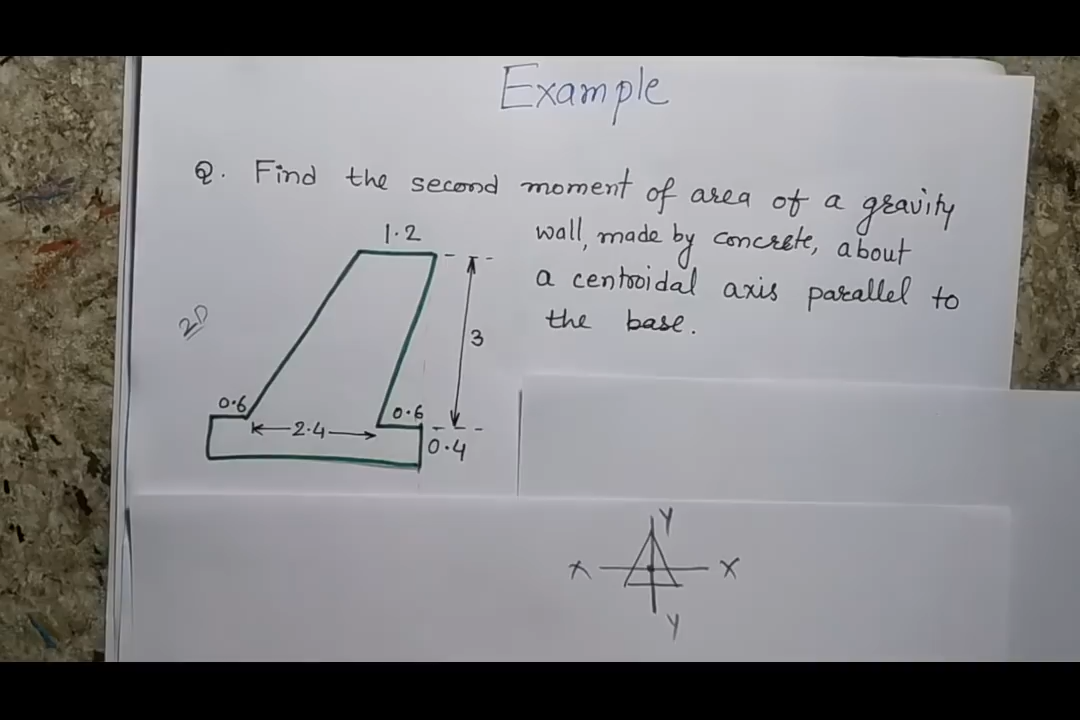 Example
Q. Find the second moment of area of a gravity
wall, made by concrete, about
a centroidal axis parallel to
the base.
1.2
2D
3
0.6
0.6
2.4
0.4
Y
X
X
Y